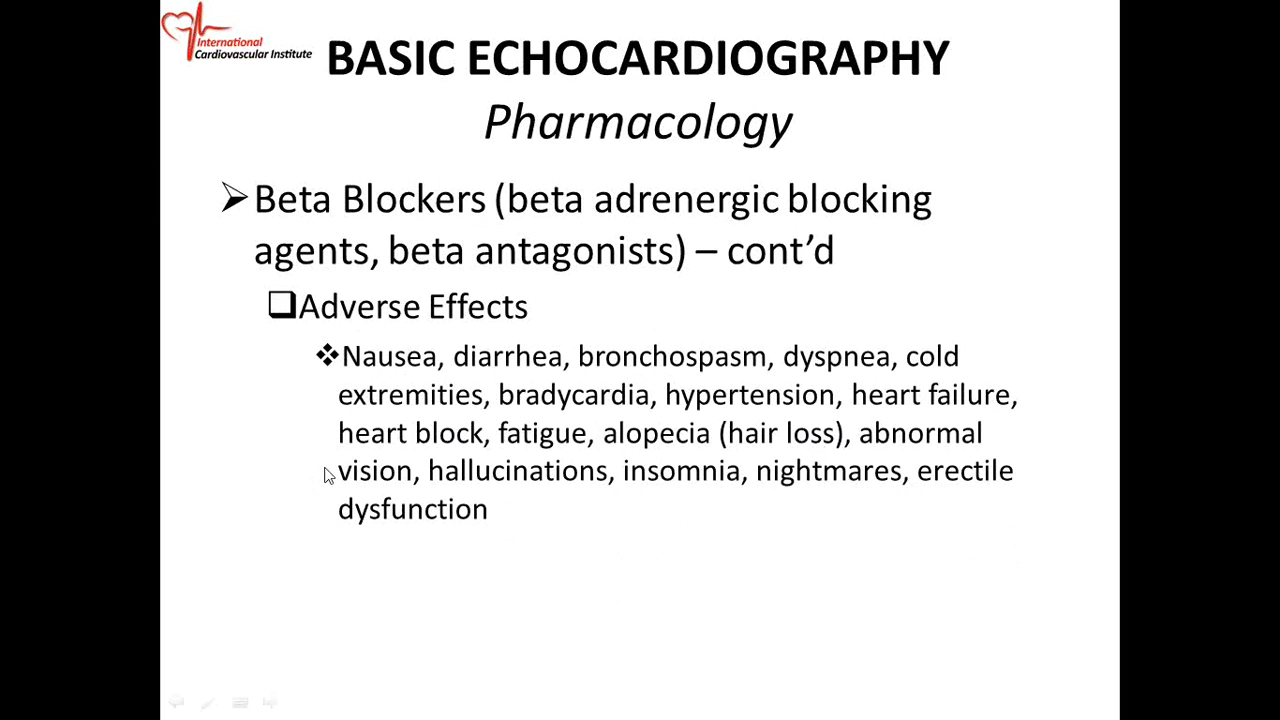 International
Cardiovascular Institute
BASIC ECHOCARDIOGRAPHY
Pharmacology
Beta Blockers (beta adrenergic blocking
agents, beta antagonists) – cont’d
Adverse Effects
Nausea, diarrhea, bronchospasm, dyspnea, cold
extremities, bradycardia, hypertension, heart failure,
heart block, fatigue, alopecia (hair loss), abnormal
vision, hallucinations, insomnia, nightmares, erectile
dysfunction